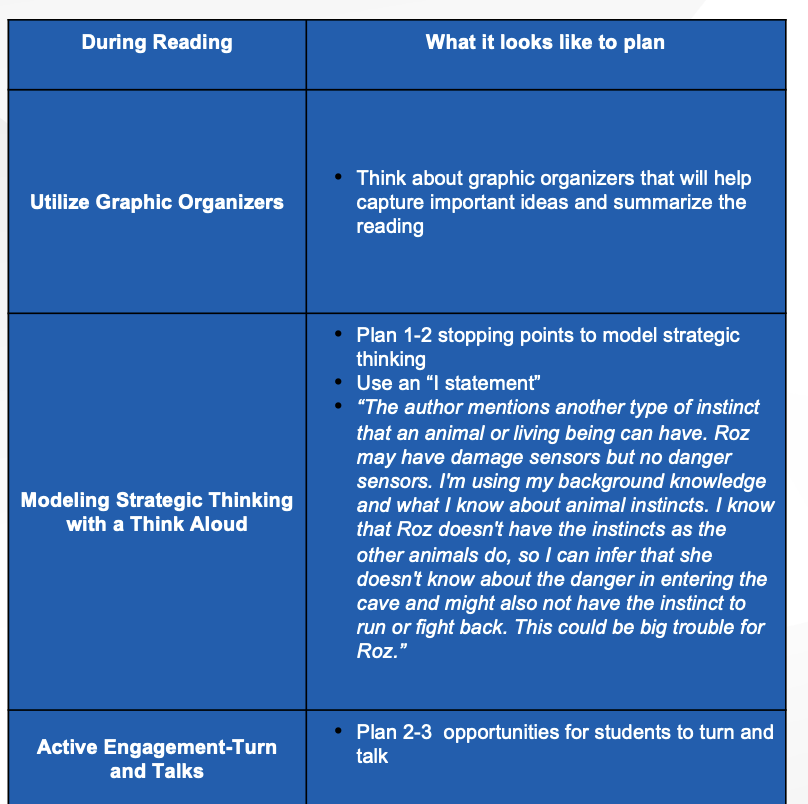 During Reading
What it looks like to plan
Utilize Graphic Organizers
• Think about graphic organizers that will help
capture important ideas and summarize the
reading
Modeling Strategic Thinking
with a Think Aloud
• Plan 1-2 stopping points to model strategic
thinking
• Use an “I statement”
• “The author mentions another type of instinct
that an animal or living being can have. Roz
may have damage sensors but no danger
sensors. I'm using my background knowledge
and what I know about animal instincts. I know
that Roz doesn't have the instincts as the
other animals do, so I can infer that she
doesn't know about the danger in entering the
cave and might also not have the instinct to
run or fight back. This could be big trouble for
Roz.”
Active Engagement-Turn
and Talks
• Plan 2-3 opportunities for students to turn and
talk